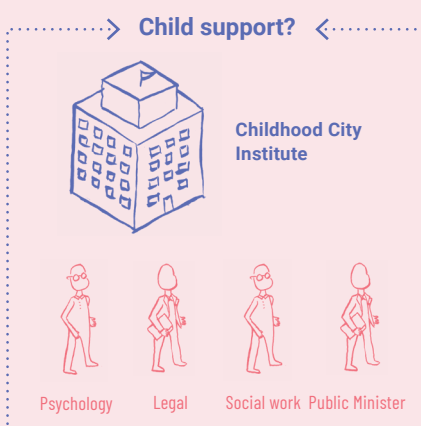 Child support?
Childhood City
Institute
Psychology
Legal
Social work
Public Minister